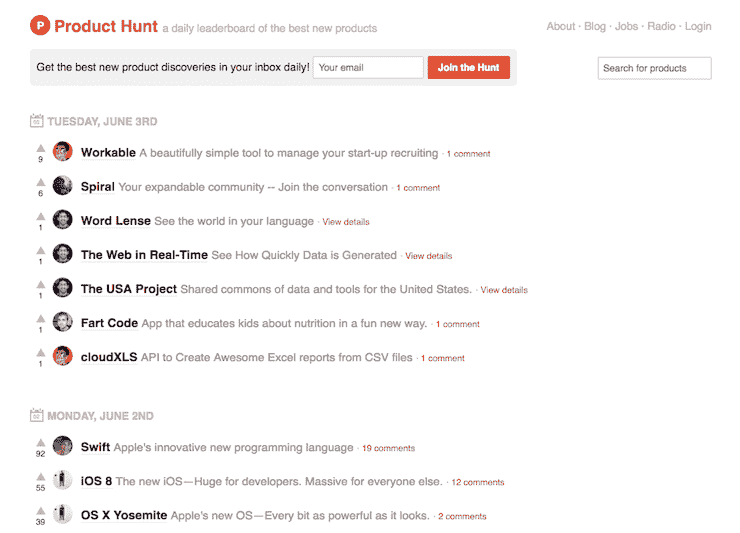 P Product Hunt a daily leaderboard of the best new products
About · Blog · Jobs · Radio · Login
Get the best new product discoveries in your inbox daily! Your email Join the Hunt
Search for products
TUESDAY, JUNE 3RD
9 Workable A beautifully simple tool to manage your start-up recruiting · 1 comment
6 Spiral Your expandable community -- Join the conversation · 1 comment
1 Word Lense See the world in your language · View details
1 The Web in Real-Time See How Quickly Data is Generated · View details
1 The USA Project Shared commons of data and tools for the United States. · View details
1 Fart Code App that educates kids about nutrition in a fun new way. · 1 comment
1 cloudXLS API to Create Awesome Excel reports from CSV files · 1 comment
MONDAY, JUNE 2ND
92 Swift Apple's innovative new programming language · 19 comments
55 iOS 8 The new iOS—Huge for developers. Massive for everyone else. · 12 comments
39 OS X Yosemite Apple's new OS—Every bit as powerful as it looks. · 2 comments